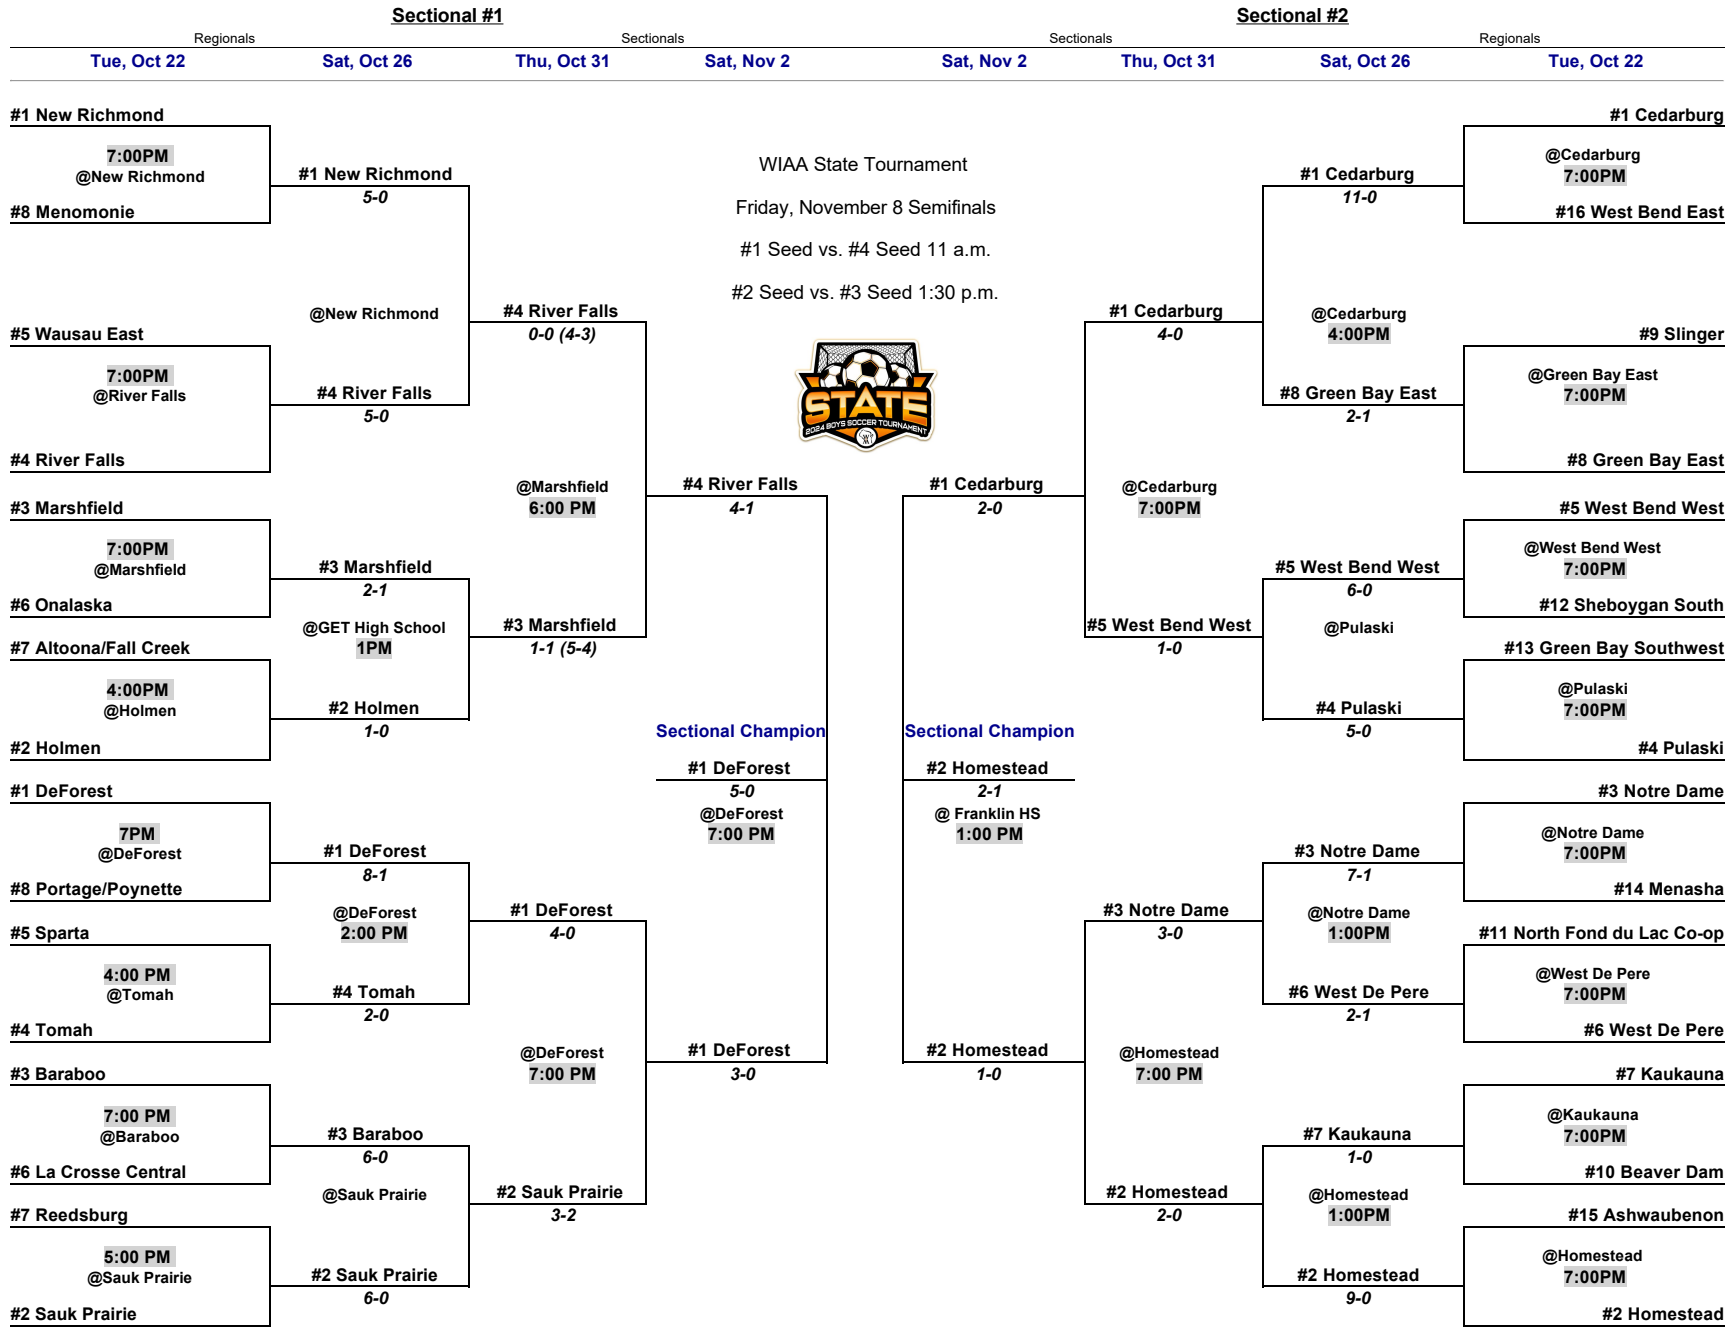 Sectional #1
Sectional #2
Regionals
Sectionals
Sectionals
Regionals
Tue, Oct 22
Sat, Oct 26
Thu, Oct 31
Sat, Nov 2
Sat, Nov 2
Thu, Oct 31
Sat, Oct 26
Tue, Oct 22
#1 New Richmond
7:00PM
@New Richmond
#8 Menomonie
#5 Wausau East
7:00PM
@River Falls
#4 River Falls
#3 Marshfield
7:00PM
@Marshfield
#6 Onalaska
#7 Altoona/Fall Creek
4:00PM
@Holmen
#2 Holmen
#1 DeForest
7PM
@DeForest
#8 Portage/Poynette
#5 Sparta
4:00 PM
@Tomah
#4 Tomah
#3 Baraboo
7:00 PM
@Baraboo
#6 La Crosse Central
#7 Reedsburg
5:00 PM
@Sauk Prairie
#2 Sauk Prairie
#1 New Richmond
5-0
@New Richmond
#4 River Falls
5-0
#3 Marshfield
2-1
@GET High School
1PM
#2 Holmen
1-0
#1 DeForest
8-1
@DeForest
2:00 PM
#4 Tomah
2-0
#3 Baraboo
6-0
@Sauk Prairie
#2 Sauk Prairie
6-0
#4 River Falls
0-0 (4-3)
@Marshfield
6:00 PM
#3 Marshfield
1-1 (5-4)
#1 DeForest
4-0
@DeForest
7:00 PM
#2 Sauk Prairie
3-2
#4 River Falls
4-1
Sectional Champion
#1 DeForest
5-0
@DeForest
7:00 PM
#1 DeForest
3-0
WIAA State Tournament
Friday, November 8 Semifinals
#1 Seed vs. #4 Seed 11 a.m.
#2 Seed vs. #3 Seed 1:30 p.m.
STATE
2024 BOYS SOCCER TOURNAMENT
#1 Cedarburg
2-0
Sectional Champion
#2 Homestead
2-1
@ Franklin HS
1:00 PM
#2 Homestead
1-0
#1 Cedarburg
4-0
@Cedarburg
7:00PM
#5 West Bend West
1-0
#3 Notre Dame
3-0
@Homestead
7:00 PM
#2 Homestead
2-0
#1 Cedarburg
11-0
@Cedarburg
4:00PM
#8 Green Bay East
2-1
#5 West Bend West
6-0
@Pulaski
#4 Pulaski
5-0
#3 Notre Dame
7-1
@Notre Dame
1:00PM
#6 West De Pere
2-1
#7 Kaukauna
1-0
@Homestead
1:00PM
#2 Homestead
9-0
#1 Cedarburg
@Cedarburg
7:00PM
#16 West Bend East
#9 Slinger
@Green Bay East
7:00PM
#8 Green Bay East
#5 West Bend West
@West Bend West
7:00PM
#12 Sheboygan South
#13 Green Bay Southwest
@Pulaski
7:00PM
#4 Pulaski
#3 Notre Dame
@Notre Dame
7:00PM
#14 Menasha
#11 North Fond du Lac Co-op
@West De Pere
7:00PM
#6 West De Pere
#7 Kaukauna
@Kaukauna
7:00PM
#10 Beaver Dam
#15 Ashwaubenon
@Homestead
7:00PM
#2 Homestead